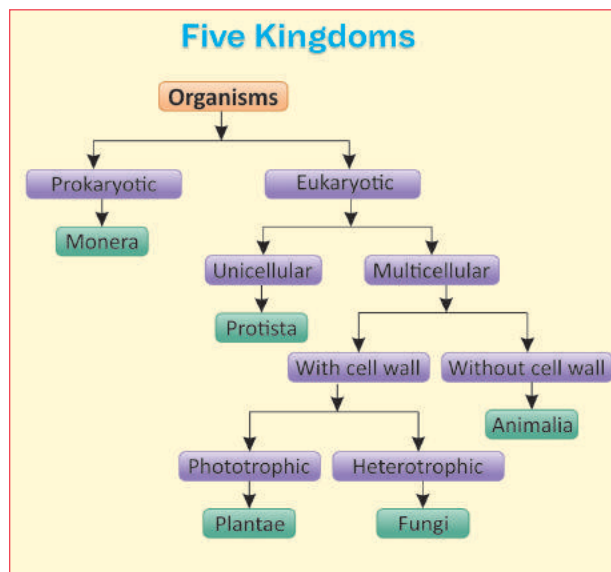 Five Kingdoms
Organisms
Prokaryotic
Eukaryotic
Monera
Unicellular
Multicellular
Protista
With cell wall
Without cell wall
Animalia
Phototrophic
Heterotrophic
Plantae
Fungi